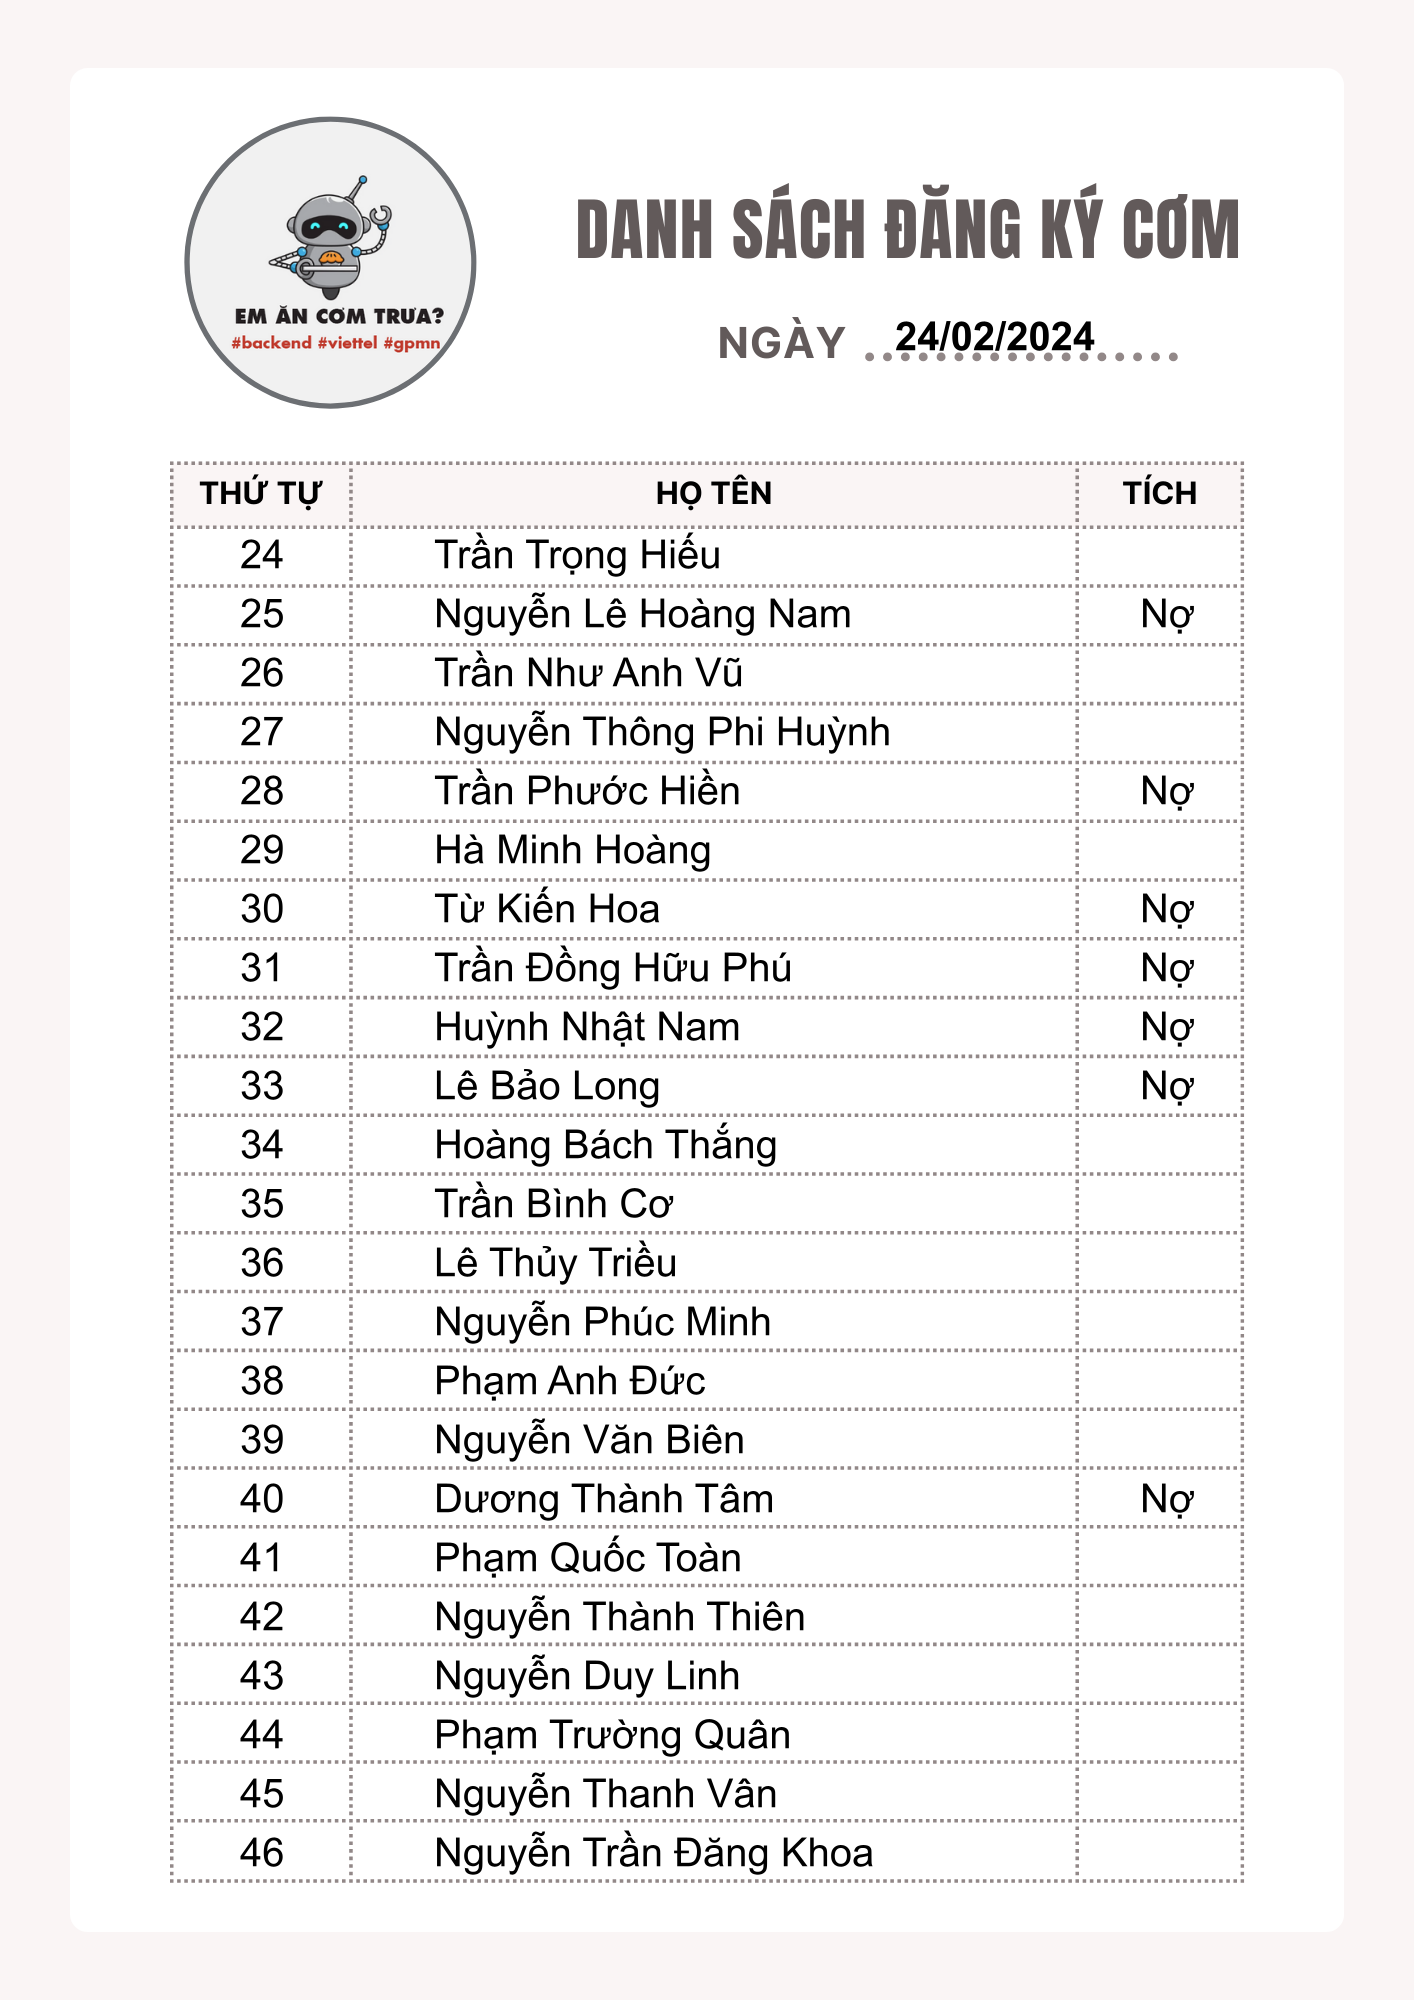 EM ĂN CƠM TRƯA?
#backend #viettel #gpmn
DANH SÁCH ĐĂNG KÝ CƠM
NGÀY 24/02/2024
THỨ TỰ HỌ TÊN TÍCH
24 Trần Trọng Hiếu
25 Nguyễn Lê Hoàng Nam Nợ
26 Trần Như Anh Vũ
27 Nguyễn Thông Phi Huỳnh
28 Trần Phước Hiền Nợ
29 Hà Minh Hoàng
30 Từ Kiến Hoa Nợ
31 Trần Đồng Hữu Phú Nợ
32 Huỳnh Nhật Nam Nợ
33 Lê Bảo Long Nợ
34 Hoàng Bách Thắng
35 Trần Bình Cơ
36 Lê Thủy Triều
37 Nguyễn Phúc Minh
38 Phạm Anh Đức
39 Nguyễn Văn Biên
40 Dương Thành Tâm Nợ
41 Phạm Quốc Toàn
42 Nguyễn Thành Thiên
43 Nguyễn Duy Linh
44 Phạm Trường Quân
45 Nguyễn Thanh Vân
46 Nguyễn Trần Đăng Khoa